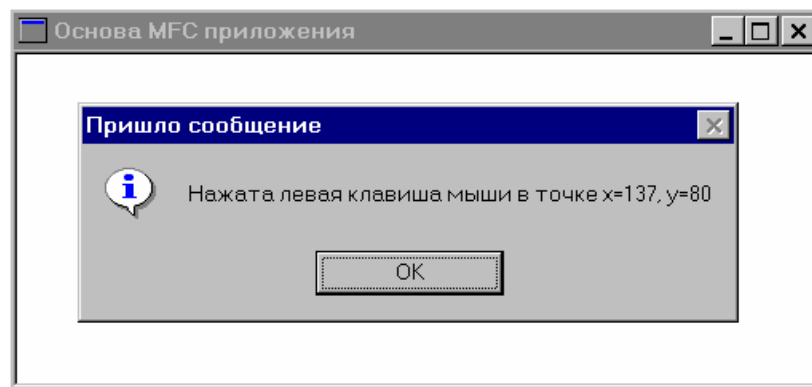 Основа MFC приложения
Пришло сообщение
Нажата левая клавиша мыши в точке x=137, y=80
OK